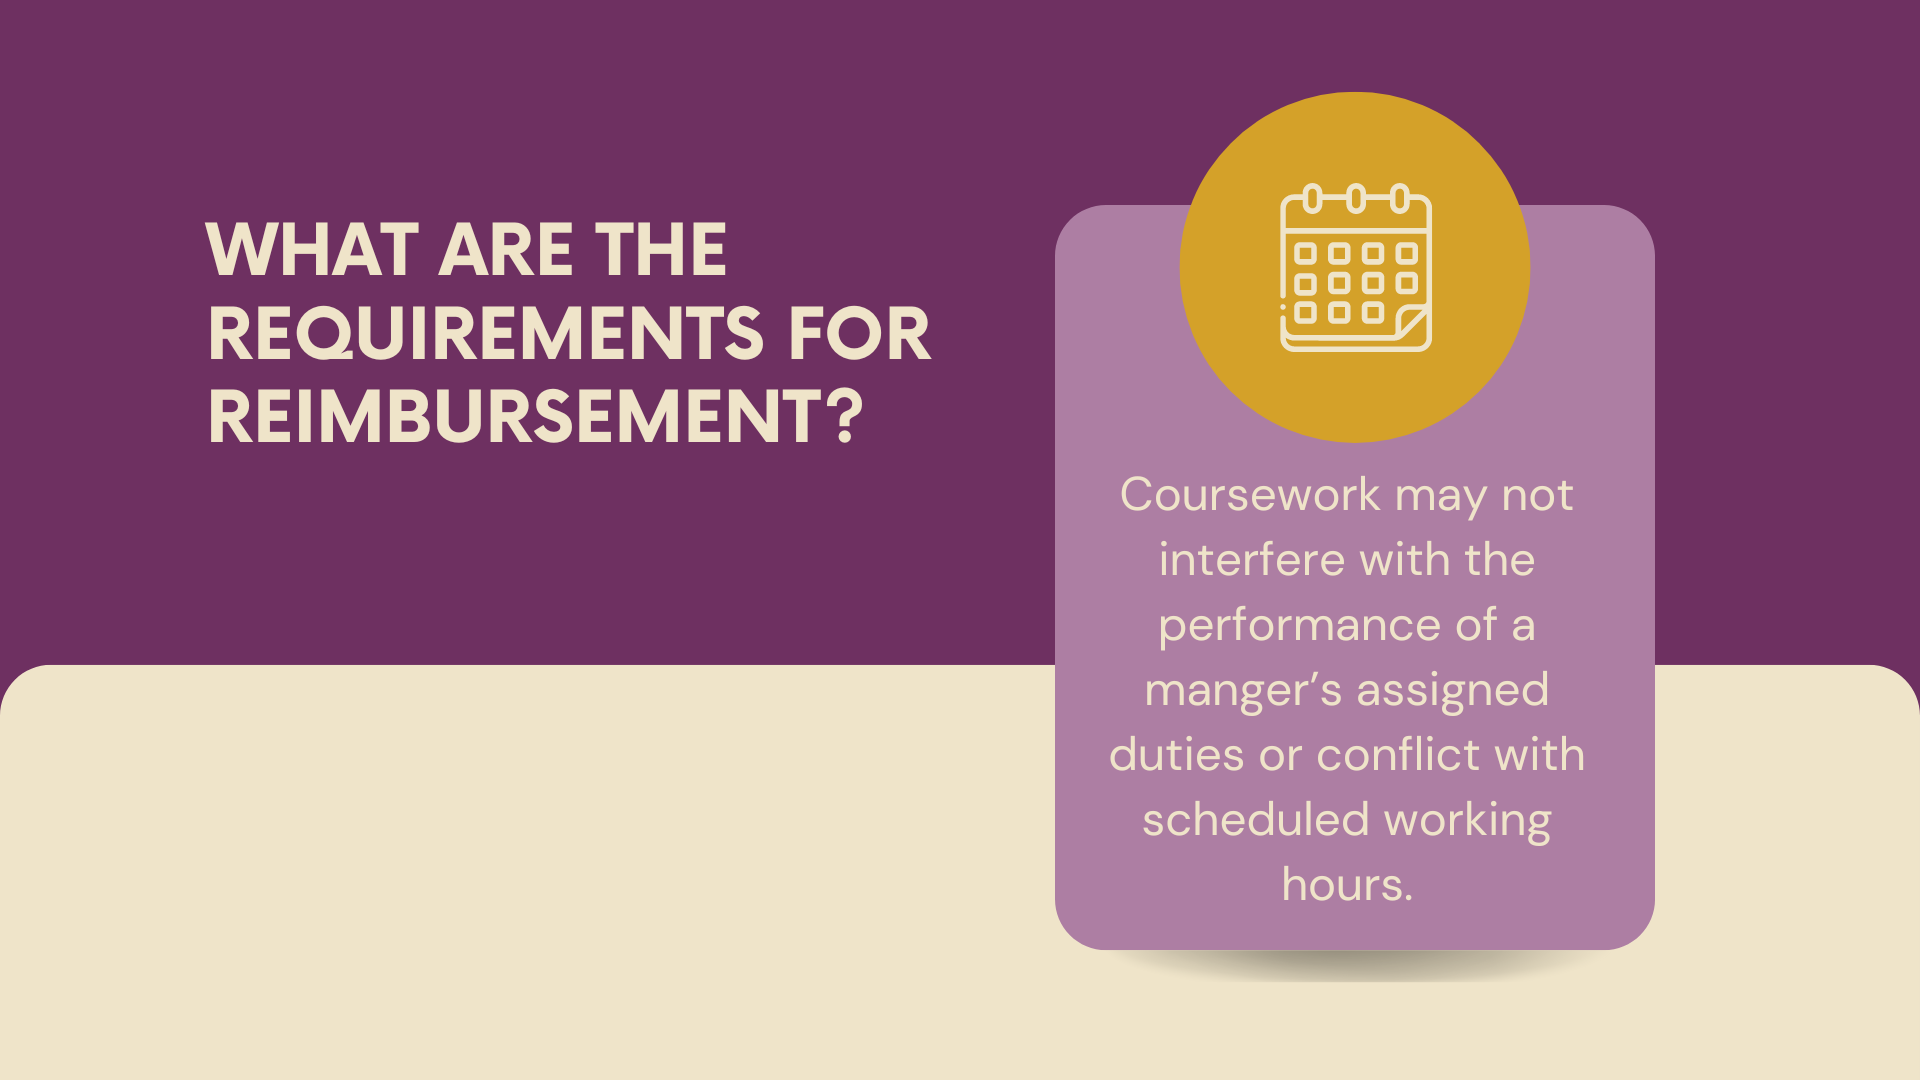 WHAT ARE THE
REQUIREMENTS FOR
REIMBURSEMENT?
Coursework may not
interfere with the
performance of a
manger’s assigned
duties or conflict with
scheduled working
hours.